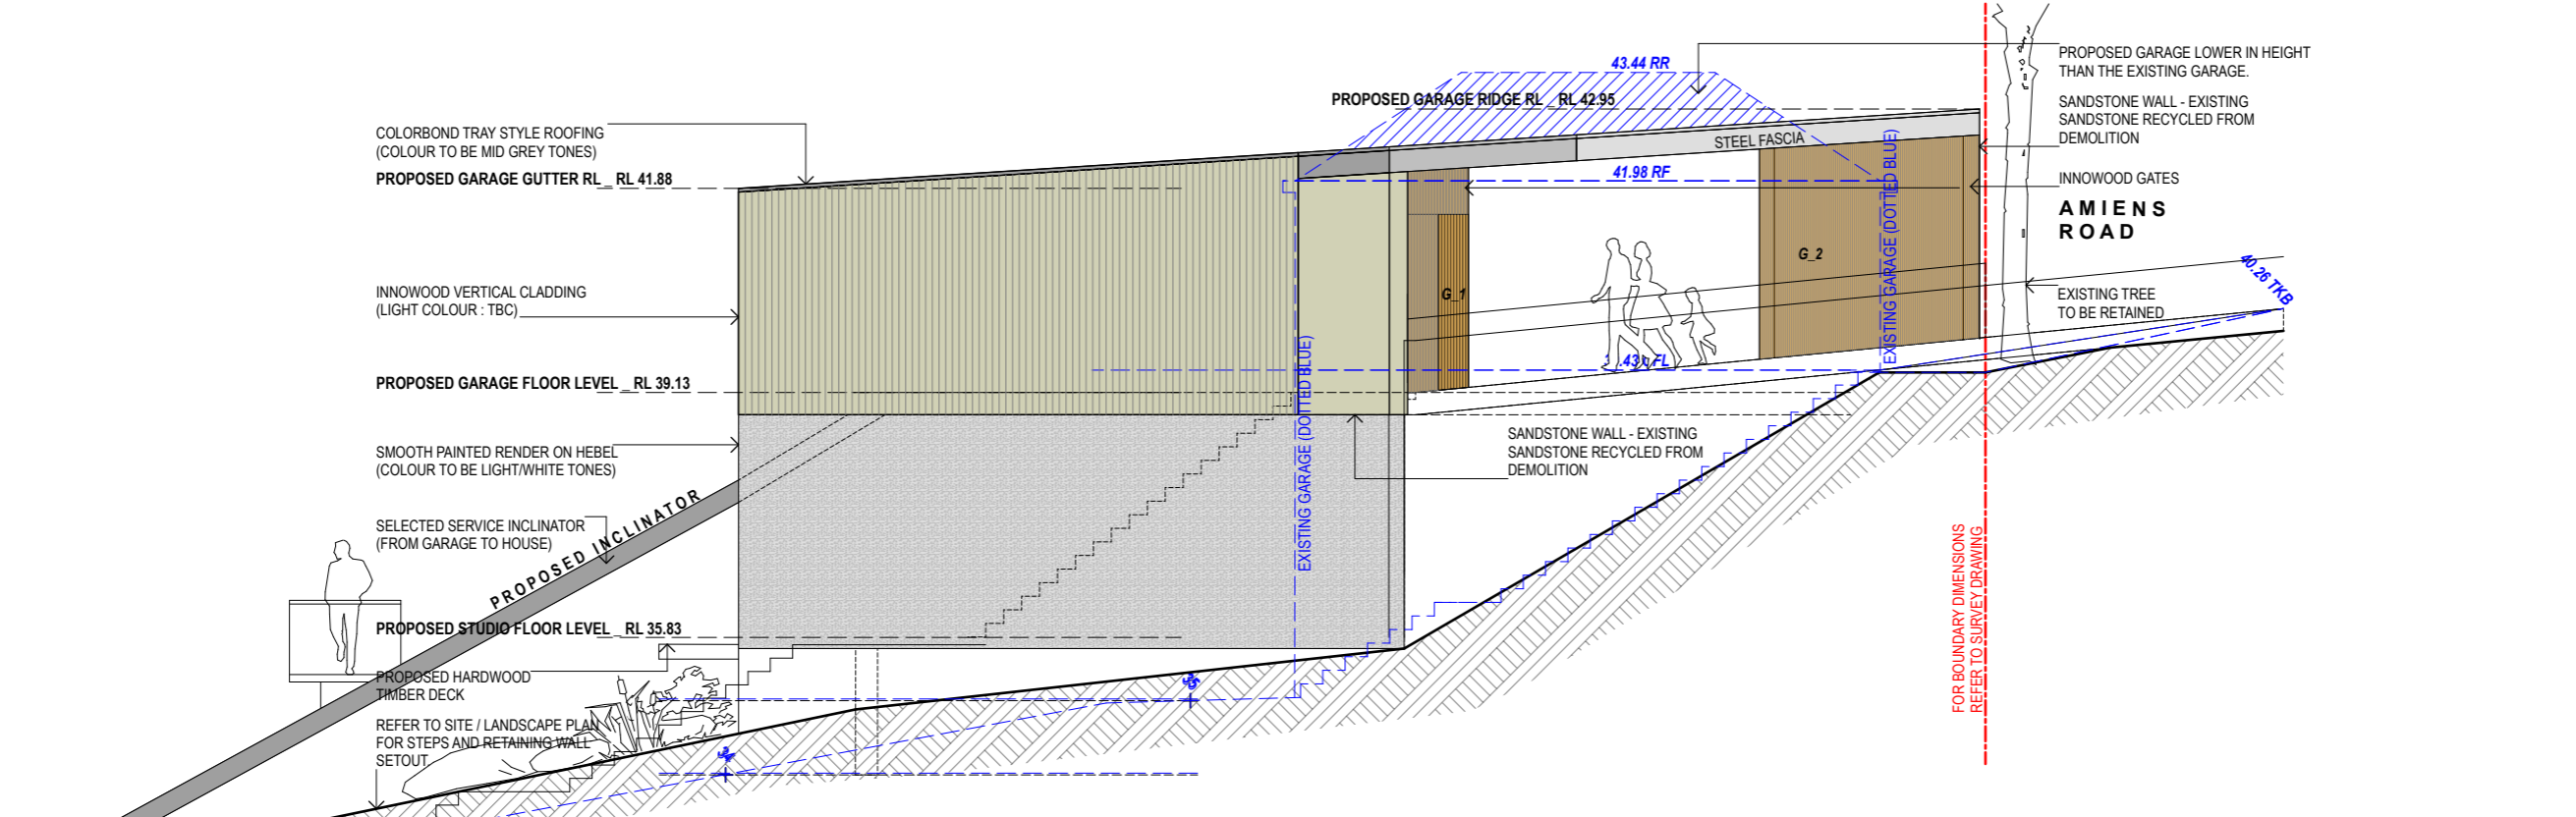 43.44 RR
PROPOSED GARAGE LOWER IN HEIGHT
THAN THE EXISTING GARAGE.
PROPOSED GARAGE RIDGE RL _ RL 42.95
SANDSTONE WALL - EXISTING
SANDSTONE RECYCLED FROM
DEMOLITION
COLORBOND TRAY STYLE ROOFING
(COLOUR TO BE MID GREY TONES)
STEEL FASCIA
PROPOSED GARAGE GUTTER RL _ RL 41.88
41.98 RF
INNOWOOD GATES
AMIENS
ROAD
EXISTING GARAGE (DOTTED BLUE)
G_2
40.26 TKB
INNOWOOD VERTICAL CLADDING
(LIGHT COLOUR : TBC)
G_1
EXISTING TREE
TO BE RETAINED
.43 FL
PROPOSED GARAGE FLOOR LEVEL _ RL 39.13
EXISTING GARAGE (DOTTED BLUE)
SMOOTH PAINTED RENDER ON HEBEL
(COLOUR TO BE LIGHT/WHITE TONES)
SANDSTONE WALL - EXISTING
SANDSTONE RECYCLED FROM
DEMOLITION
SELECTED SERVICE INCLINATOR
(FROM GARAGE TO HOUSE)
PROPOSED INCLINATOR
FOR BOUNDARY DIMENSIONS
REFER TO SURVEY DRAWING
PROPOSED STUDIO FLOOR LEVEL _ RL 35.83
PROPOSED HARDWOOD
TIMBER DECK
35
REFER TO SITE / LANDSCAPE PLAN
FOR STEPS AND RETAINING WALL
SETOUT
34